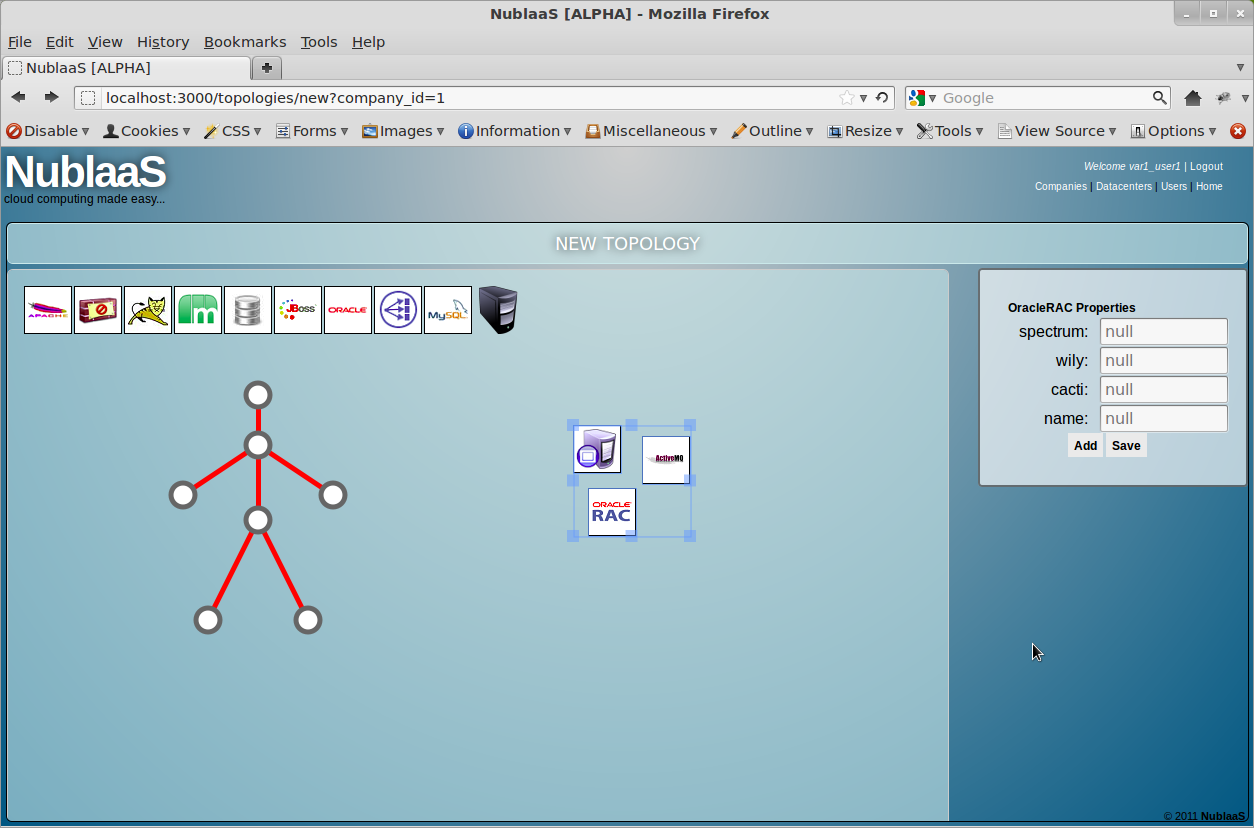 NublaaS [ALPHA] - Mozilla Firefox
File Edit View History Bookmarks Tools Help
NublaaS [ALPHA]
localhost:3000/topologies/new?company_id=1
Google
Disable Cookies CSS Forms Images Information Miscellaneous Outline Resize Tools View Source Options
NublaaS
cloud computing made easy...
Welcome var1_user1 | Logout
Companies | Datacenters | Users | Home
NEW TOPOLOGY
APACHE
JBoss
ORACLE
MySQL
ActiveMQ
ORACLE
RAC
OracleRAC Properties
spectrum: null
wily: null
cacti: null
name: null
Add Save
© 2011 NublaaS